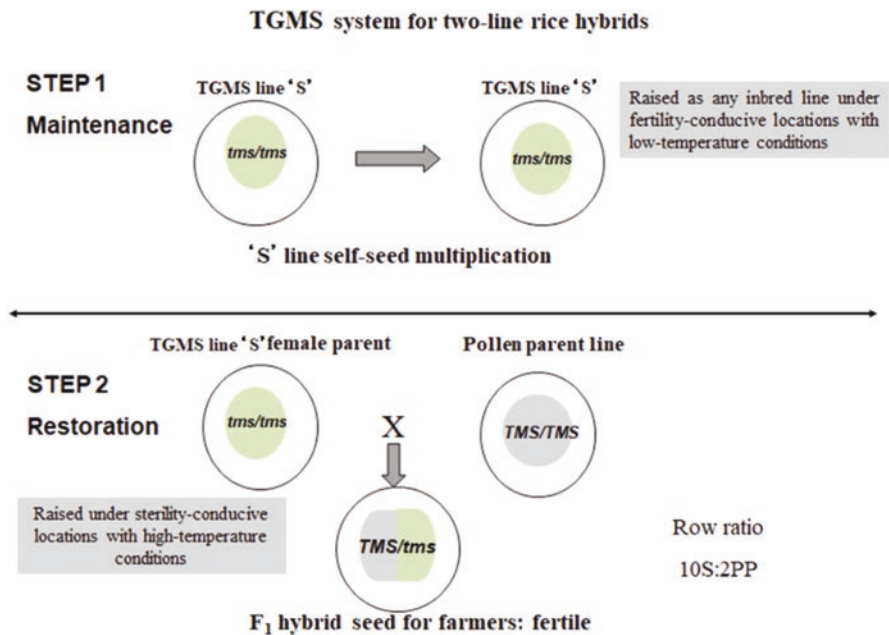 TGMS system for two-line rice hybrids
STEP 1
Maintenance
TGMS line ‘S’
TGMS line ‘S’
tms/tms
tms/tms
Raised as any inbred line under
fertility-conducive locations with
low-temperature conditions
‘S’ line self-seed multiplication
STEP 2
Restoration
TGMS line ‘S’ female parent
Pollen parent line
tms/tms
X
TMS/TMS
Raised under sterility-conducive
locations with high-temperature
conditions
TMS/tms
Row ratio
10S:2PP
F₁ hybrid seed for farmers: fertile